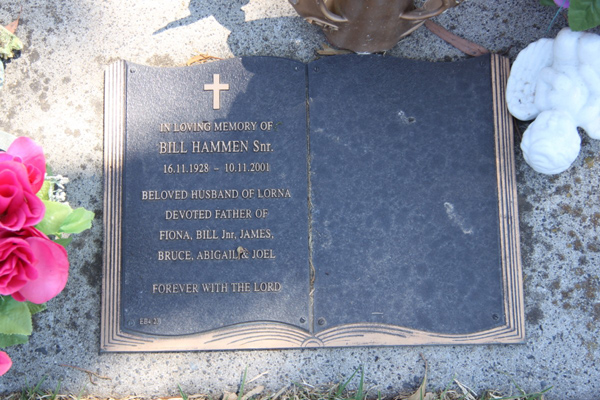 IN LOVING MEMORY OF
BILL HAMMEN Snr.
16.11.1928 – 10.11.2001
BELOVED HUSBAND OF LORNA
DEVOTED FATHER OF
FIONA, BILL Jnr, JAMES,
BRUCE, ABIGAIL & JOEL
FOREVER WITH THE LORD